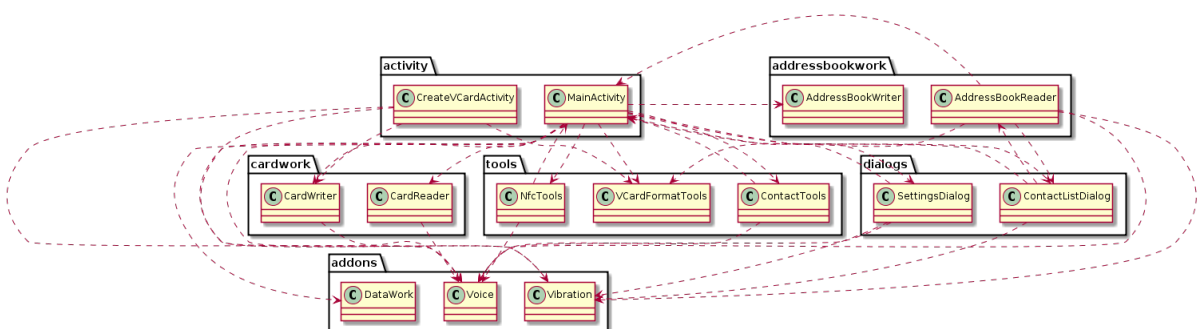 activity
addressbookwork
C CreateVCardActivity
C MainActivity
C AddressBookWriter
C AddressBookReader
cardwork
tools
dialogs
C CardWriter
C CardReader
C NfcTools
C VCardFormatTools
C ContactTools
C SettingsDialog
C ContactListDialog
addons
C DataWork
C Voice
C Vibration